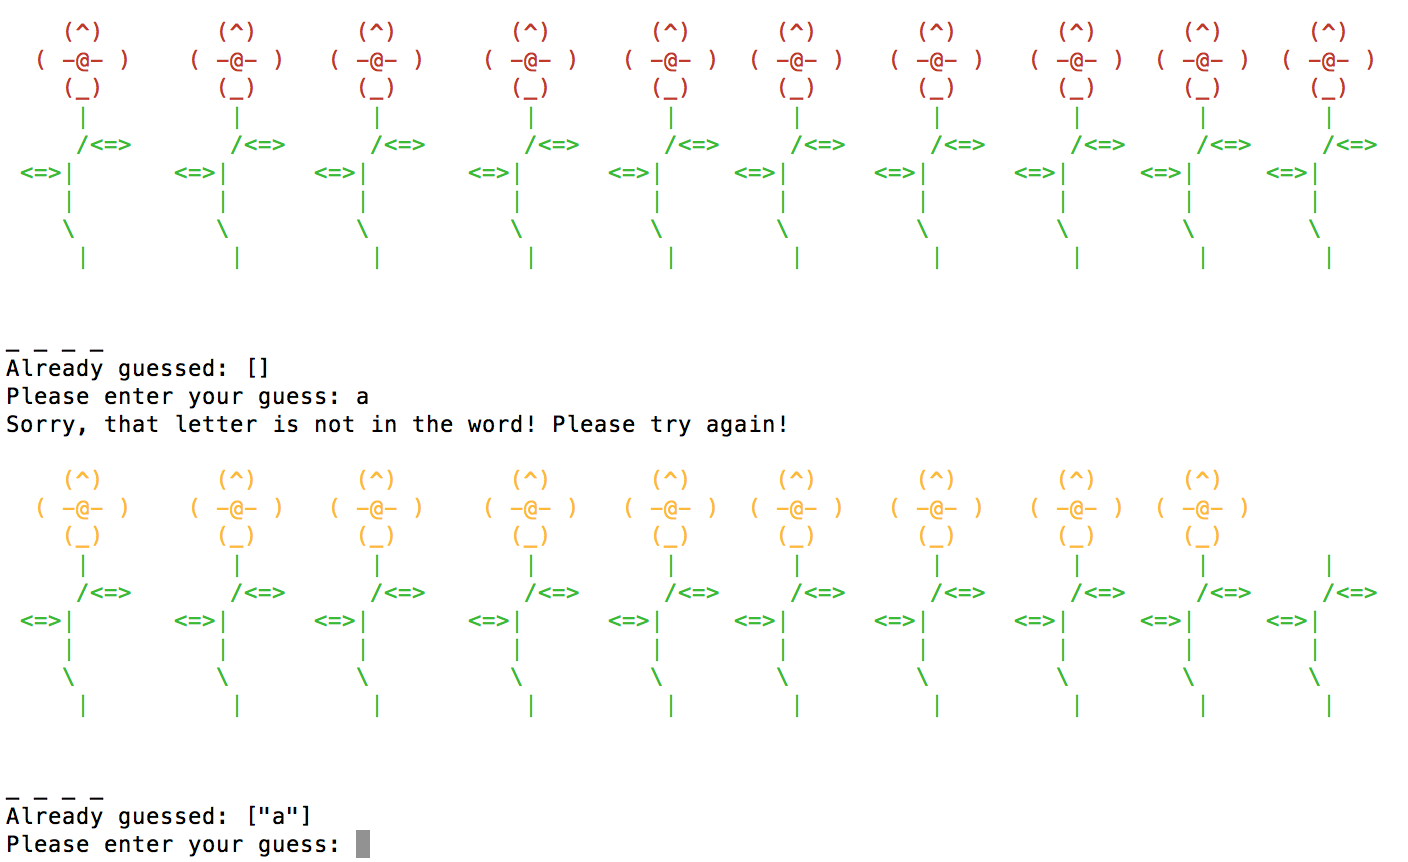 (^)        (^)       (^)        (^)       (^)      (^)       (^)       (^)      (^)      (^)
  ( -@- )    ( -@- )   ( -@- )    ( -@- )   ( -@- )  ( -@- )   ( -@- )   ( -@- )  ( -@- )  ( -@- )
    (_)        (_)       (_)        (_)       (_)      (_)       (_)       (_)      (_)      (_)
     |          |         |          |         |        |         |         |        |        |
     /<=>       /<=>      /<=>       /<=>      /<=>     /<=>      /<=>      /<=>     /<=>     /<=>
 <=>|       <=>|      <=>|       <=>|      <=>|     <=>|      <=>|      <=>|     <=>|     <=>|
    |          |         |          |         |        |         |         |        |        |
    \          \         \          \         \        \         \         \        \        \
     |          |         |          |         |        |         |         |        |        |
_ _ _ _
Already guessed: []
Please enter your guess: a
Sorry, that letter is not in the word! Please try again!
    (^)        (^)       (^)        (^)       (^)      (^)       (^)       (^)      (^)
  ( -@- )    ( -@- )   ( -@- )    ( -@- )   ( -@- )  ( -@- )   ( -@- )   ( -@- )  ( -@- )
    (_)        (_)       (_)        (_)       (_)      (_)       (_)       (_)      (_)
     |          |         |          |         |        |         |         |        |        |
     /<=>       /<=>      /<=>       /<=>      /<=>     /<=>      /<=>      /<=>     /<=>     /<=>
 <=>|       <=>|      <=>|       <=>|      <=>|     <=>|      <=>|      <=>|     <=>|     <=>|
    |          |         |          |         |        |         |         |        |        |
    \          \         \          \         \        \         \         \        \        \
     |          |         |          |         |        |         |         |        |        |
_ _ _ _
Already guessed: ["a"]
Please enter your guess: